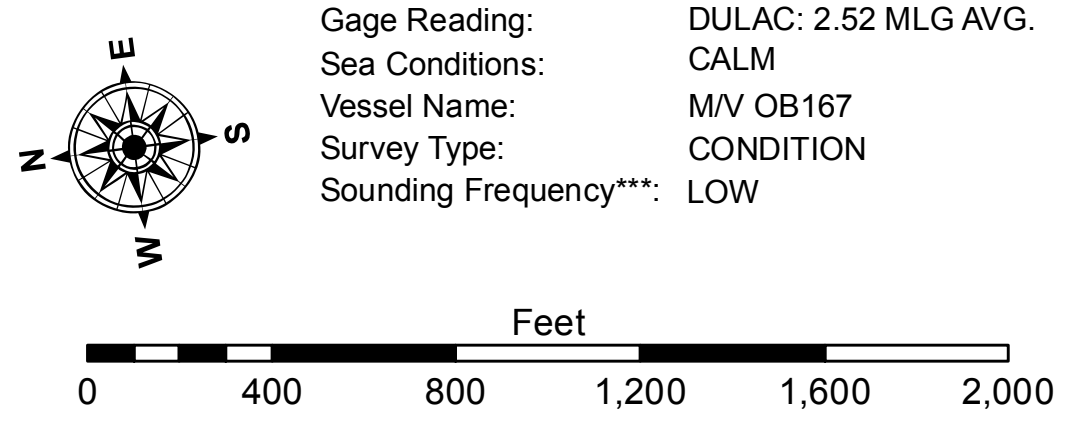 E
N
S
W
Gage Reading: DULAC: 2.52 MLG AVG.
Sea Conditions: CALM
Vessel Name: M/V OB167
Survey Type: CONDITION
Sounding Frequency***: LOW
Feet
0 400 800 1,200 1,600 2,000